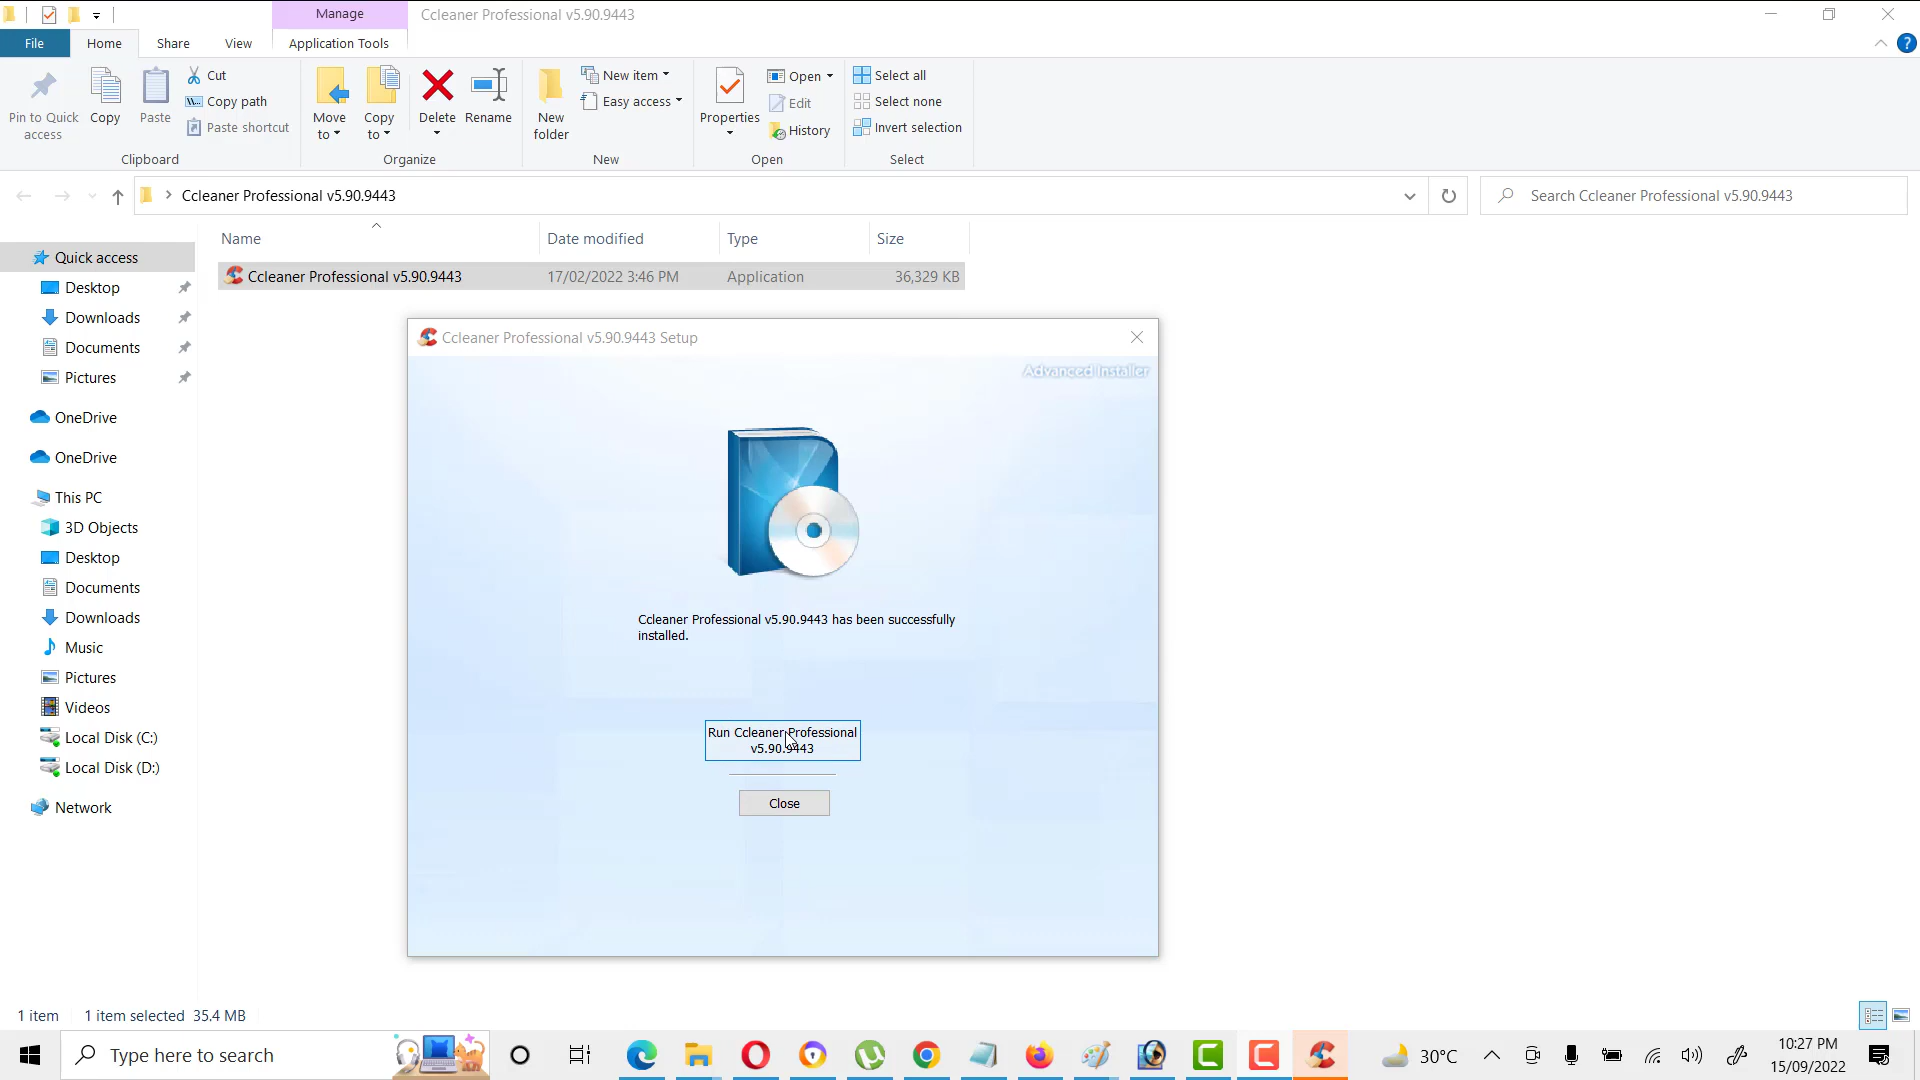 Manage
Ccleaner Professional v5.90.9443
File
Home
Share
View
Application Tools
Pin to Quick
access
Copy
Paste
Cut
Copy path
Paste shortcut
Clipboard
Move
to
Copy
to
Delete
Rename
Organize
New
folder
New item
Easy access
New
Properties
Open
Edit
History
Open
Select all
Select none
Invert selection
Select
Ccleaner Professional v5.90.9443
Search Ccleaner Professional v5.90.9443
Name
Date modified
Type
Size
Ccleaner Professional v5.90.9443
17/02/2022 3:46 PM
Application
36,329 KB
Quick access
Desktop
Downloads
Documents
Pictures
OneDrive
OneDrive
This PC
3D Objects
Desktop
Documents
Downloads
Music
Pictures
Videos
Local Disk (C:)
Local Disk (D:)
Network
Ccleaner Professional v5.90.9443 Setup
Advanced Installer
Ccleaner Professional v5.90.9443 has been successfully
installed.
Run Ccleaner Professional
v5.90.9443
Close
1 item
1 item selected 35.4 MB
Type here to search
30°C
10:27 PM
15/09/2022